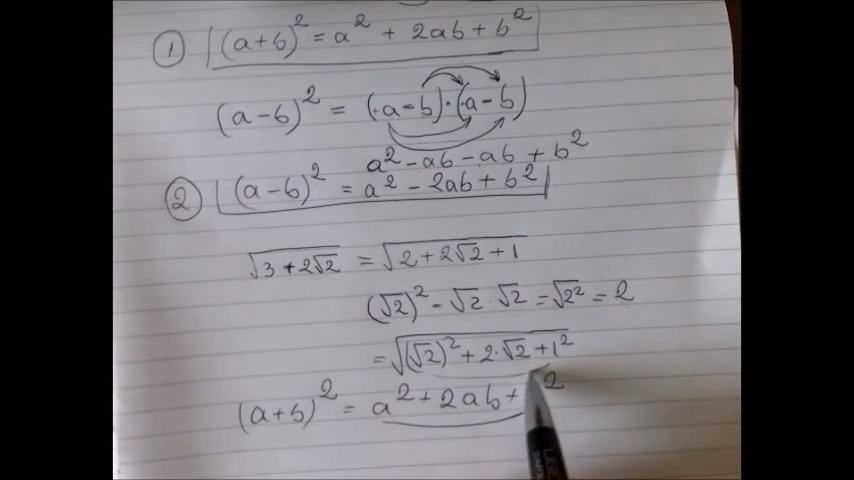 ① (a+b)² = a² + 2ab + b²
(a-b)² = (a-b)·(a-b)
a² - ab - ab + b²
② (a-b)² = a² - 2ab + b²
√3+2√2 = √2+2√2+1
(√2)² - √2·√2 = √2² = 2
= √(√2)²+2·√2+1²
(a+b)² = a² + 2ab + 2